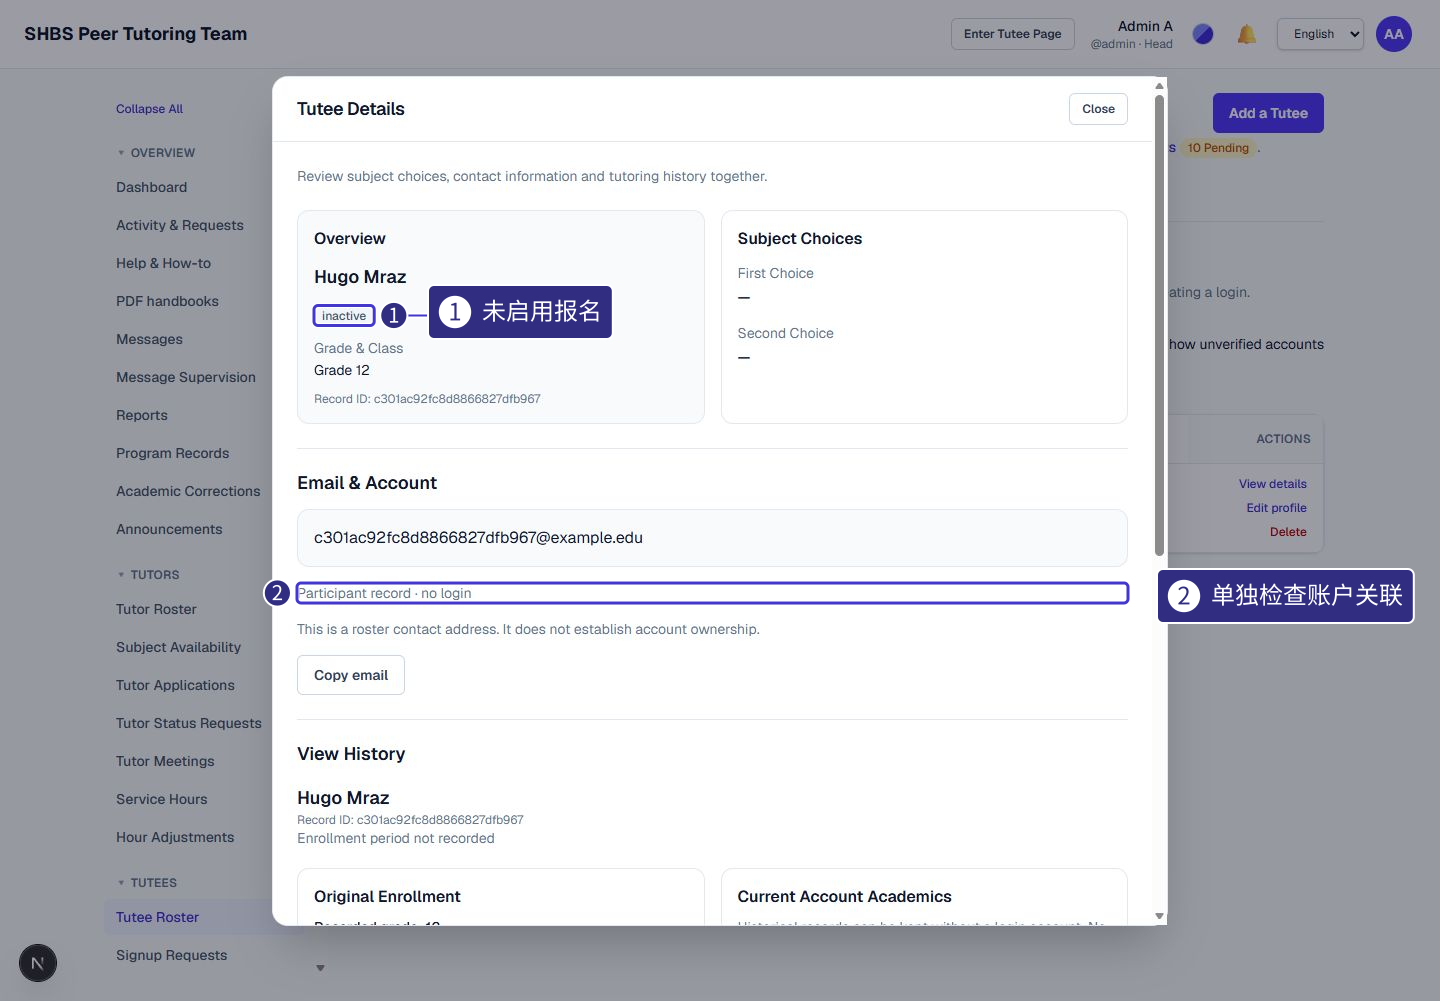 SHBS Peer Tutoring Team
Enter Tutee Page
Admin A
@admin · Head
English
AA
Collapse All
OVERVIEW
Dashboard
Activity & Requests
Help & How-to
PDF handbooks
Messages
Message Supervision
Reports
Program Records
Academic Corrections
Announcements
TUTORS
Tutor Roster
Subject Availability
Tutor Applications
Tutor Status Requests
Tutor Meetings
Service Hours
Hour Adjustments
TUTEES
Tutee Roster
Signup Requests
N
Tutee Details
Close
Review subject choices, contact information and tutoring history together.
Overview
Hugo Mraz
inactive
1
1 未启用报名
Grade & Class
Grade 12
Record ID: c301ac92fc8d8866827dfb967
Subject Choices
First Choice
—
Second Choice
—
Email & Account
c301ac92fc8d8866827dfb967@example.edu
2
Participant record · no login
2 单独检查账户关联
This is a roster contact address. It does not establish account ownership.
Copy email
View History
Hugo Mraz
Record ID: c301ac92fc8d8866827dfb967
Enrollment period not recorded
Original Enrollment
Current Account Academics
Add a Tutee
s 10 Pending .
ating a login.
how unverified accounts
ACTIONS
View details
Edit profile
Delete